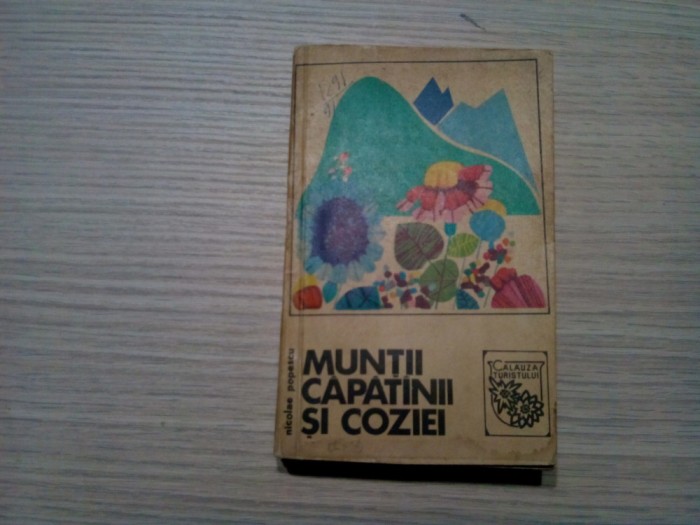 nicolae popescu
MUNȚII
CĂPĂȚÎNII
ȘI COZIEI
CĂLĂUZA
TURISTULUI